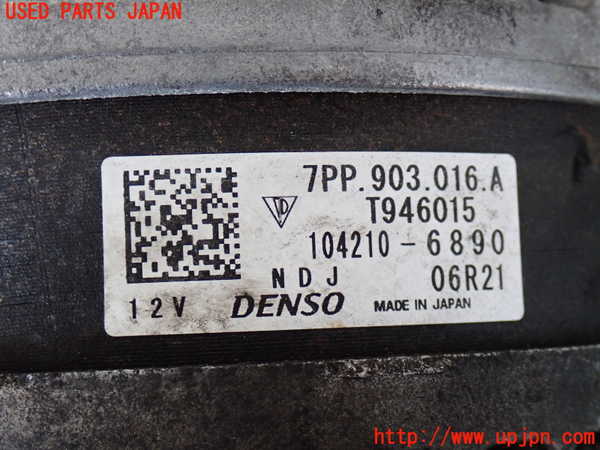 USED PARTS JAPAN
7PP.903.016.A
T946015
104210-6890
NDJ 06R21
12V DENSO MADE IN JAPAN
http://www.upjpn.com/